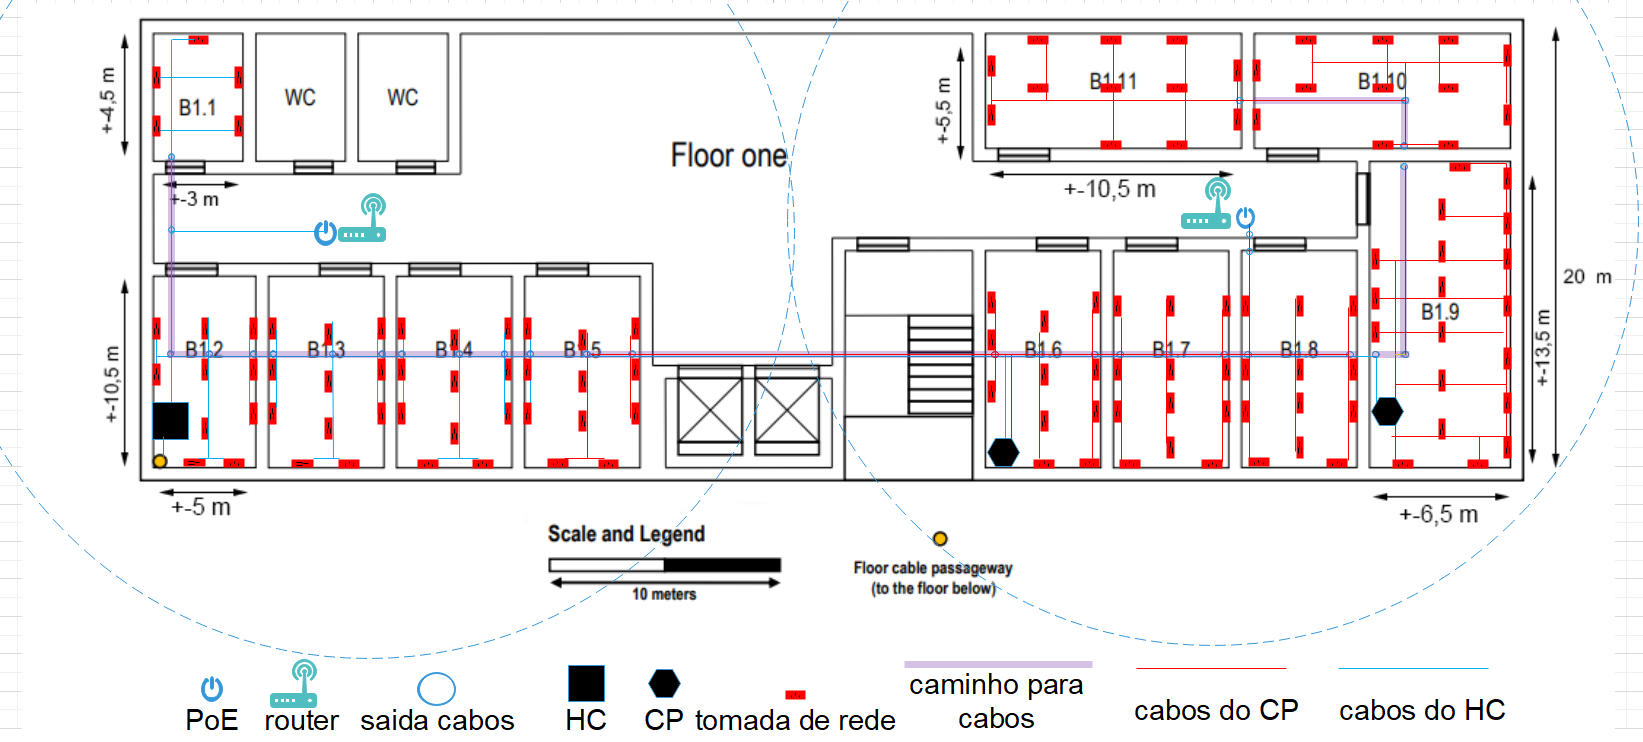 +-4,5 m
B1.1
WC
WC
Floor one
+-5,5 m
B1.11
B1.10
+-3 m
+-10,5 m
20 m
B1.2
B1.3
B1.4
B1.5
B1.6
B1.7
B1.8
B1.9
+-10,5 m
+-13,5 m
+-5 m
+-6,5 m
Scale and Legend
10 meters
Floor cable passageway
(to the floor below)
PoE
router
saida cabos
HC
CP
tomada de rede
caminho para
cabos
cabos do CP
cabos do HC